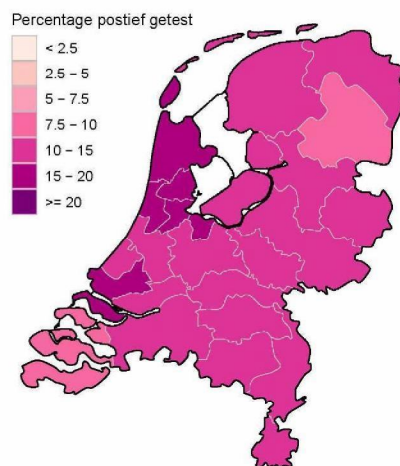 Percentage postief getest
< 2.5
2.5 – 5
5 – 7.5
7.5 – 10
10 – 15
15 – 20
>= 20